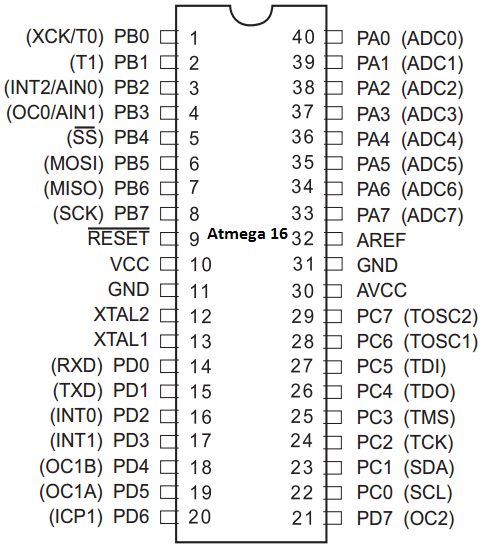 (XCK/T0) PB0 1 40 PA0 (ADC0)
(T1) PB1 2 39 PA1 (ADC1)
(INT2/AIN0) PB2 3 38 PA2 (ADC2)
(OC0/AIN1) PB3 4 37 PA3 (ADC3)
(SS) PB4 5 36 PA4 (ADC4)
(MOSI) PB5 6 35 PA5 (ADC5)
(MISO) PB6 7 34 PA6 (ADC6)
(SCK) PB7 8 33 PA7 (ADC7)
RESET 9 Atmega 16 32 AREF
VCC 10 31 GND
GND 11 30 AVCC
XTAL2 12 29 PC7 (TOSC2)
XTAL1 13 28 PC6 (TOSC1)
(RXD) PD0 14 27 PC5 (TDI)
(TXD) PD1 15 26 PC4 (TDO)
(INT0) PD2 16 25 PC3 (TMS)
(INT1) PD3 17 24 PC2 (TCK)
(OC1B) PD4 18 23 PC1 (SDA)
(OC1A) PD5 19 22 PC0 (SCL)
(ICP1) PD6 20 21 PD7 (OC2)